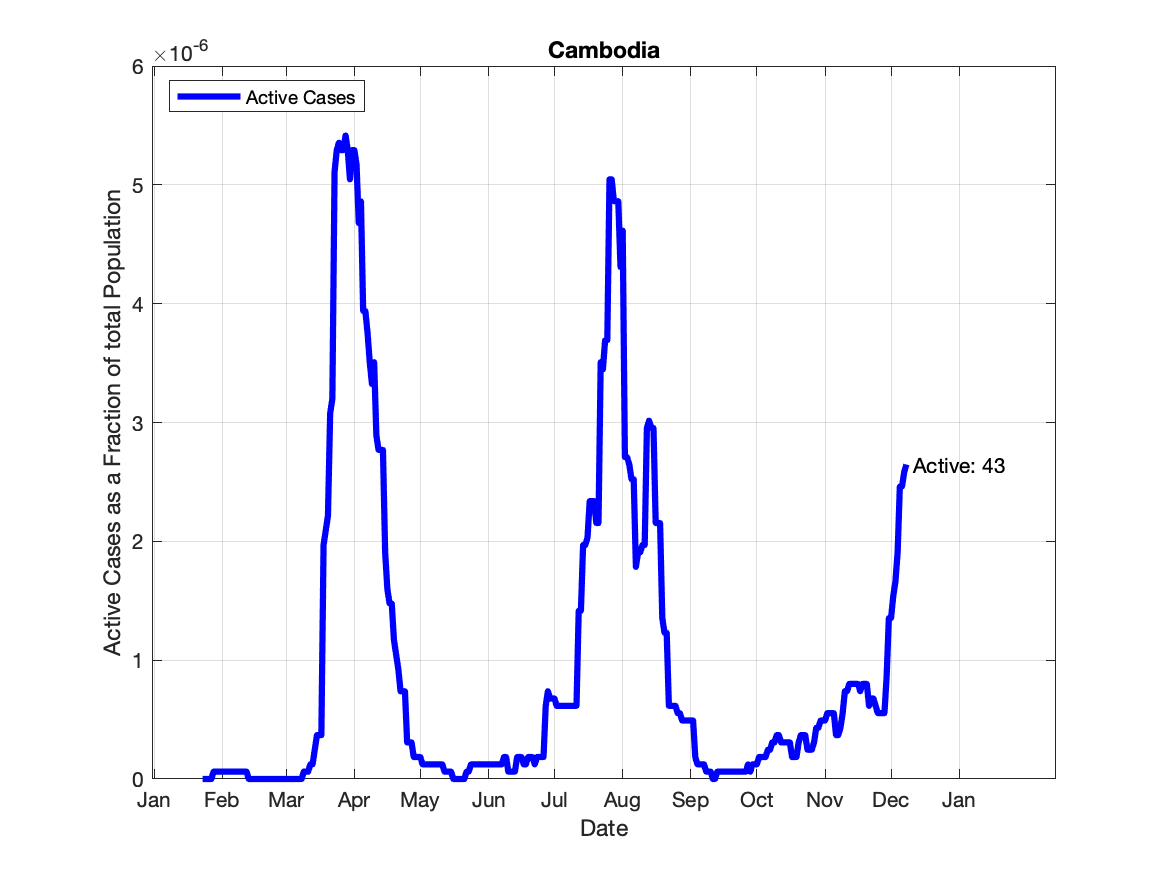 Cambodia
×10-6
Active Cases
Active Cases as a Fraction of total Population
6
5
4
3
2
1
0
Active: 43
Jan Feb Mar Apr May Jun Jul Aug Sep Oct Nov Dec Jan
Date